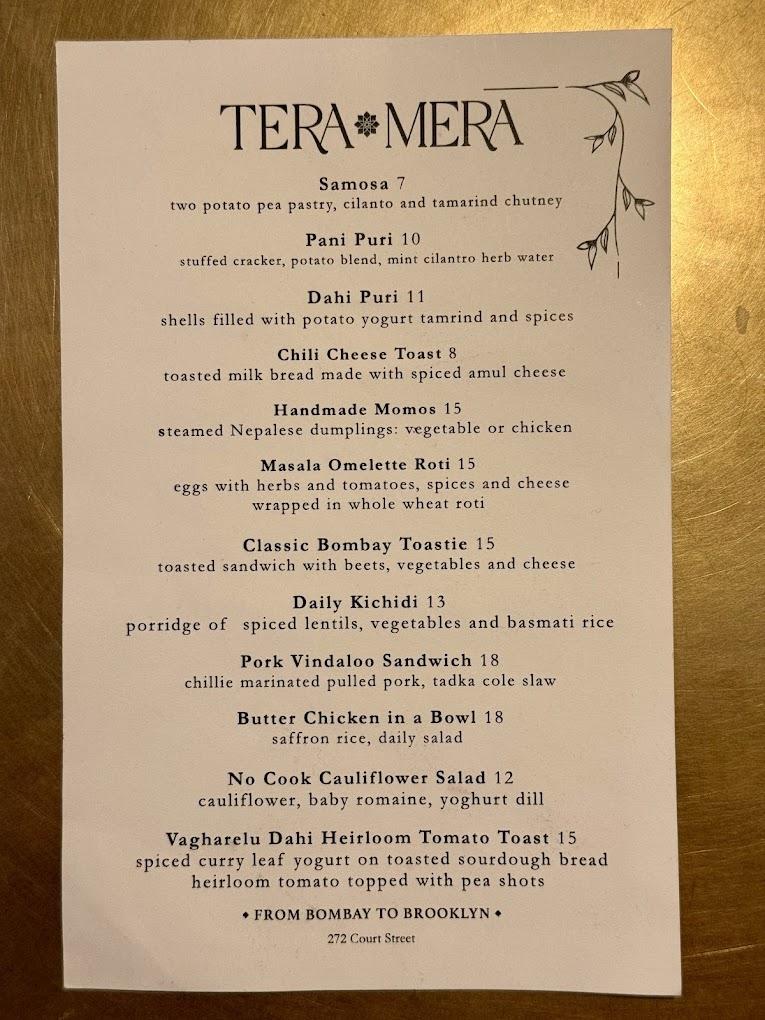 TERA MERA
Samosa 7
two potato pea pastry, cilanto and tamarind chutney
Pani Puri 10
stuffed cracker, potato blend, mint cilantro herb water
Dahi Puri 11
shells filled with potato yogurt tamrind and spices
Chili Cheese Toast 8
toasted milk bread made with spiced amul cheese
Handmade Momos 15
steamed Nepalese dumplings: vegetable or chicken
Masala Omelette Roti 15
eggs with herbs and tomatoes, spices and cheese
wrapped in whole wheat roti
Classic Bombay Toastie 15
toasted sandwich with beets, vegetables and cheese
Daily Kichidi 13
porridge of spiced lentils, vegetables and basmati rice
Pork Vindaloo Sandwich 18
chillie marinated pulled pork, tadka cole slaw
Butter Chicken in a Bowl 18
saffron rice, daily salad
No Cook Cauliflower Salad 12
cauliflower, baby romaine, yoghurt dill
Vagharelu Dahi Heirloom Tomato Toast 15
spiced curry leaf yogurt on toasted sourdough bread
heirloom tomato topped with pea shots
FROM BOMBAY TO BROOKLYN
272 Court Street